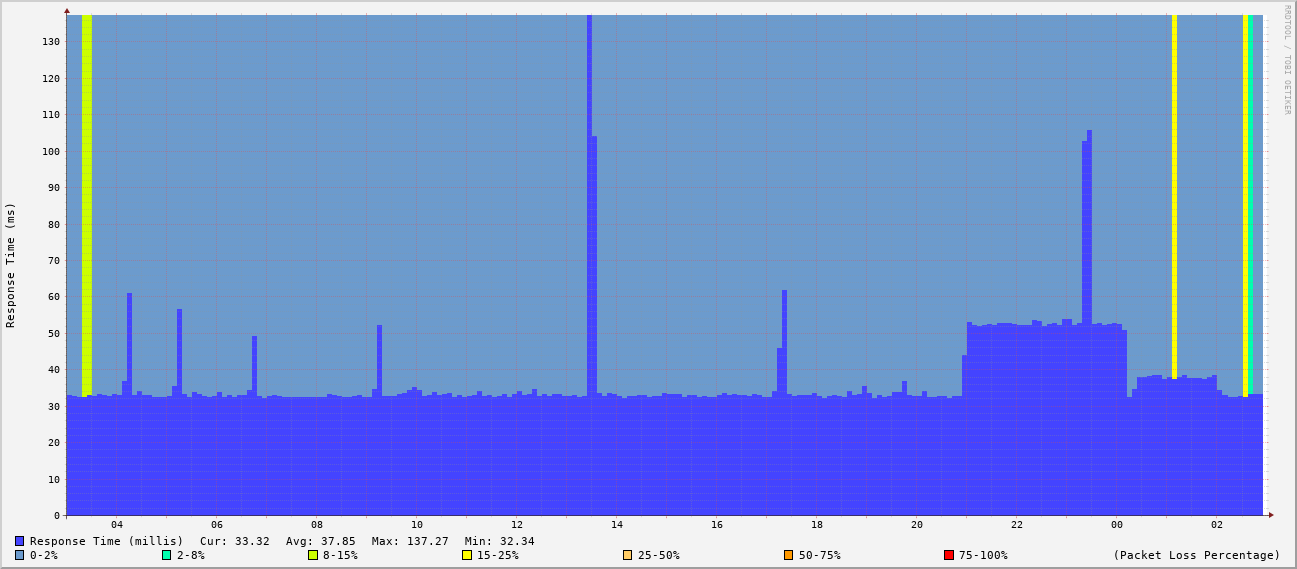 RRDTOOL / TOBI OETIKER
Response Time (ms)
130
120
110
100
90
80
70
60
50
40
30
20
10
0
04 06 08 10 12 14 16 18 20 22 00 02
Response Time (millis) Cur: 33.32 Avg: 37.85 Max: 137.27 Min: 32.34
0-2% 2-8% 8-15% 15-25% 25-50% 50-75% 75-100% (Packet Loss Percentage)